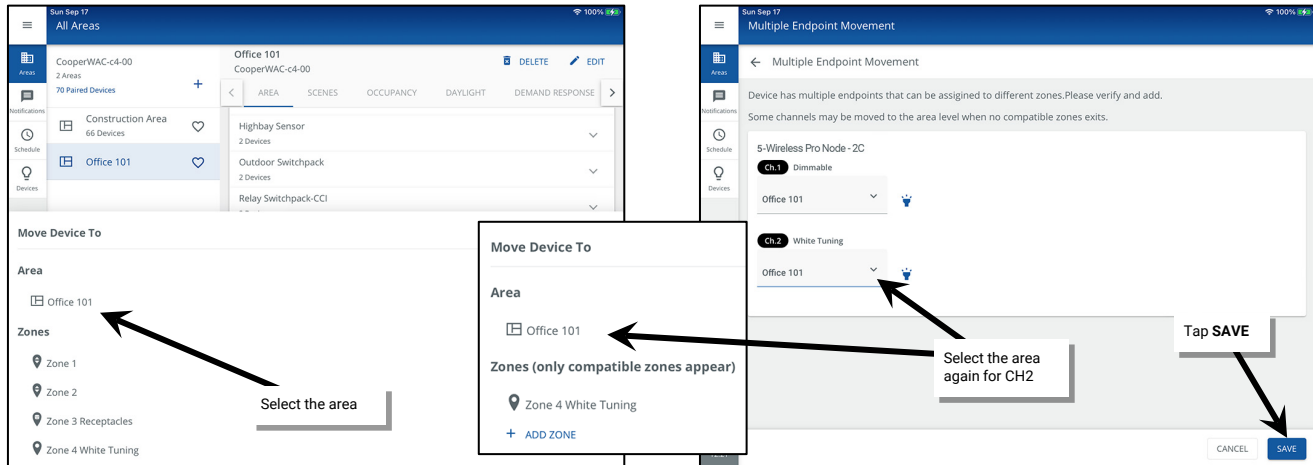 Sun Sep 17
100%
All Areas
Areas
Notifications
Schedule
Devices
CooperWAC-c4-00
2 Areas
70 Paired Devices
+
Construction Area
66 Devices
Office 101
Office 101
CooperWAC-c4-00
DELETE
EDIT
AREA SCENES OCCUPANCY DAYLIGHT DEMAND RESPONSE
Highbay Sensor
2 Devices
Outdoor Switchpack
2 Devices
Relay Switchpack-CCI
Move Device To
Area
Office 101
Zones
Zone 1
Zone 2
Zone 3 Receptacles
Zone 4 White Tuning
Select the area
Move Device To
Area
Office 101
Zones (only compatible zones appear)
Zone 4 White Tuning
+ ADD ZONE
Sun Sep 17
100%
Multiple Endpoint Movement
Areas
Notifications
Schedule
Devices
Multiple Endpoint Movement
Device has multiple endpoints that can be assigined to different zones.Please verify and add.
Some channels may be moved to the area level when no compatible zones exits.
5-Wireless Pro Node - 2C
Ch.1 Dimmable
Office 101
Ch.2 White Tuning
Office 101
Select the area
again for CH2
Tap SAVE
CANCEL
SAVE